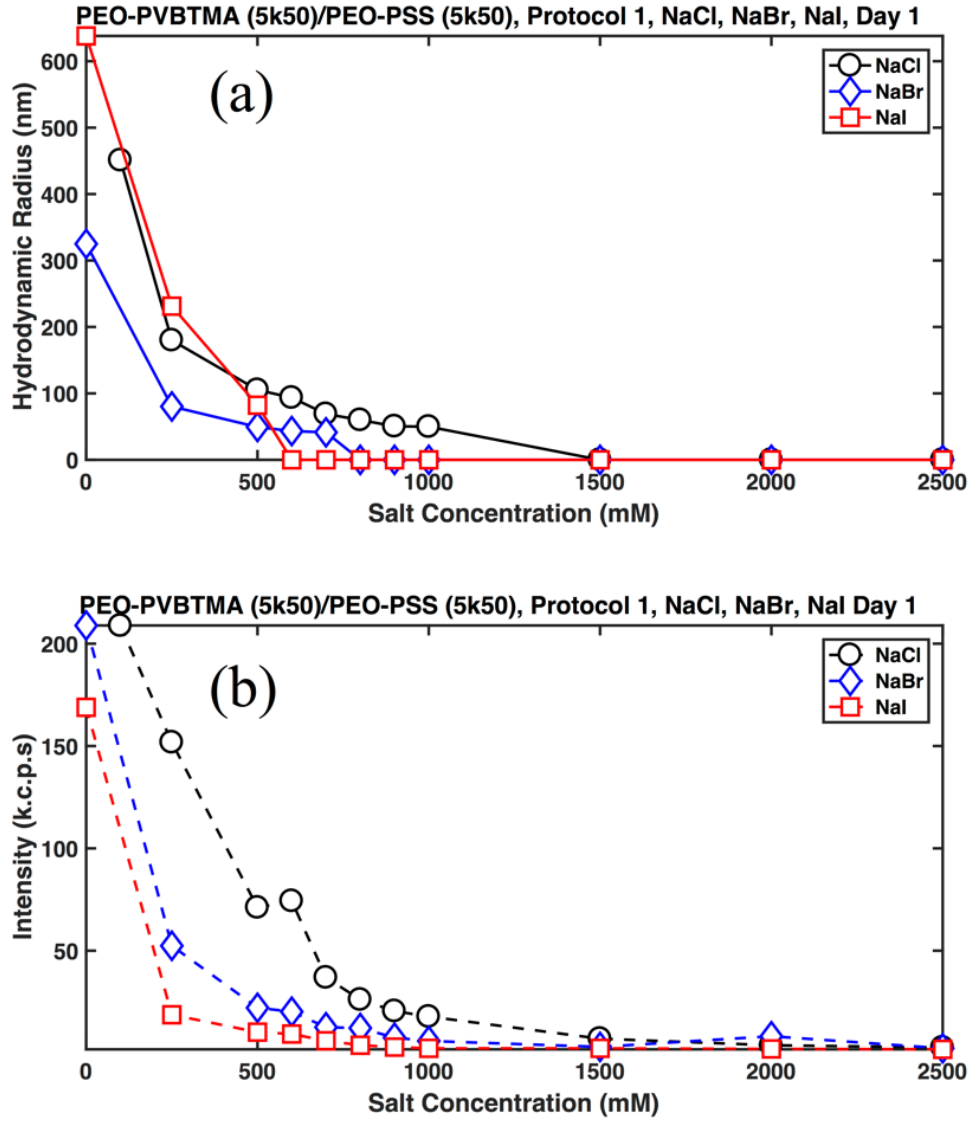 PEO-PVBTMA (5k50)/PEO-PSS (5k50), Protocol 1, NaCl, NaBr, NaI, Day 1
(a)
NaCl
NaBr
NaI
Hydrodynamic Radius (nm)
600
500
400
300
200
100
0
0 500 1000 1500 2000 2500
Salt Concentration (mM)
PEO-PVBTMA (5k50)/PEO-PSS (5k50), Protocol 1, NaCl, NaBr, NaI Day 1
(b)
NaCl
NaBr
NaI
Intensity (k.c.p.s)
200
150
100
50
0 500 1000 1500 2000 2500
Salt Concentration (mM)